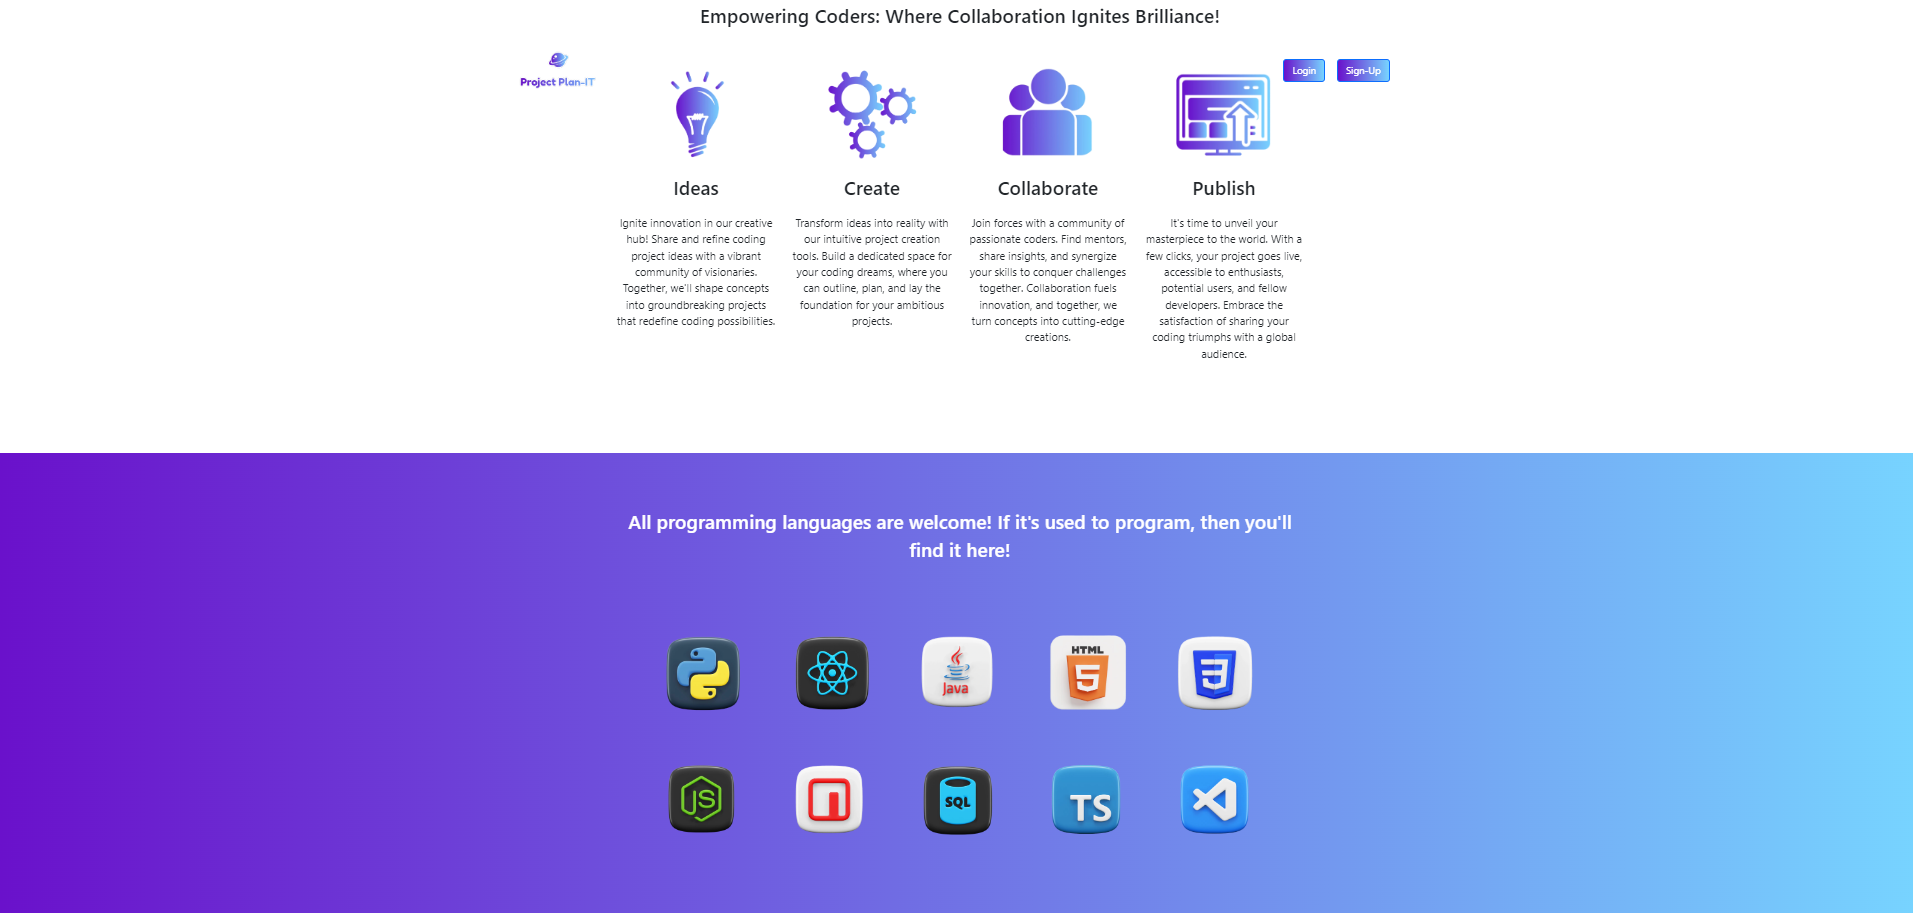 Empowering Coders: Where Collaboration Ignites Brilliance!
Project Plan-IT
Login
Sign-Up
Ideas
Ignite innovation in our creative
hub! Share and refine coding
project ideas with a vibrant
community of visionaries.
Together, we'll shape concepts
into groundbreaking projects
that redefine coding possibilities.
Create
Transform ideas into reality with
our intuitive project creation
tools. Build a dedicated space for
your coding dreams, where you
can outline, plan, and lay the
foundation for your ambitious
projects.
Collaborate
Join forces with a community of
passionate coders. Find mentors,
share insights, and synergize
your skills to conquer challenges
together. Collaboration fuels
innovation, and together, we
turn concepts into cutting-edge
creations.
Publish
It's time to unveil your
masterpiece to the world. With a
few clicks, your project goes live,
accessible to enthusiasts,
potential users, and fellow
developers. Embrace the
satisfaction of sharing your
coding triumphs with a global
audience.
All programming languages are welcome! If it's used to program, then you'll
find it here!
Java
HTML
5
3
JS
SQL
TS